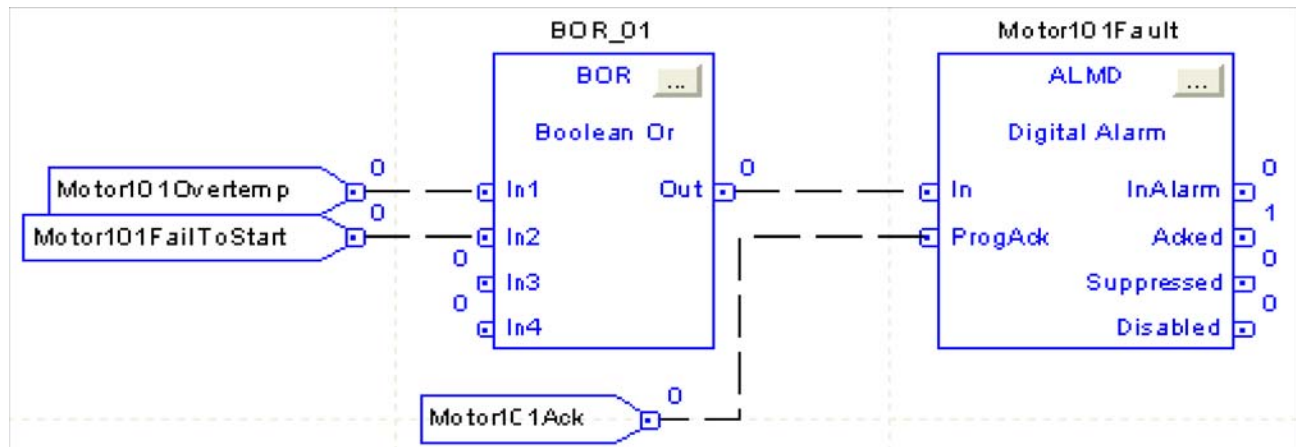 BOR_01
Motor101Fault
BOR
...
ALMD
...
Boolean Or
Digital Alarm
Motor101Overtemp
0
In1
Out
0
In
InAlarm
0
Motor101FailToStart
0
In2
ProgAck
Acked
1
0
In3
Suppressed
0
0
In4
Disabled
0
Motor101Ack
0